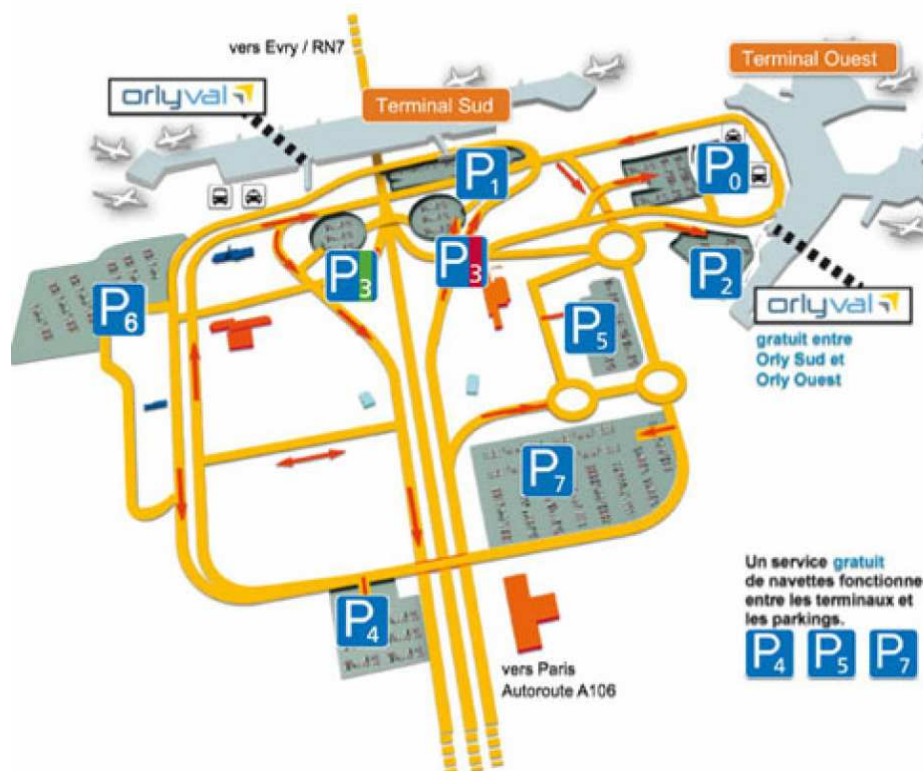 vers Evry / RN7
Terminal Ouest
orlyval
Terminal Sud
P1
P0
P3
P3
P2
P6
orlyval
P5
gratuit entre
Orly Sud et
Orly Ouest
P7
Un service gratuit
de navettes fonctionne
entre les terminaux et
les parkings.
P4
P4 P5 P7
vers Paris
Autoroute A106